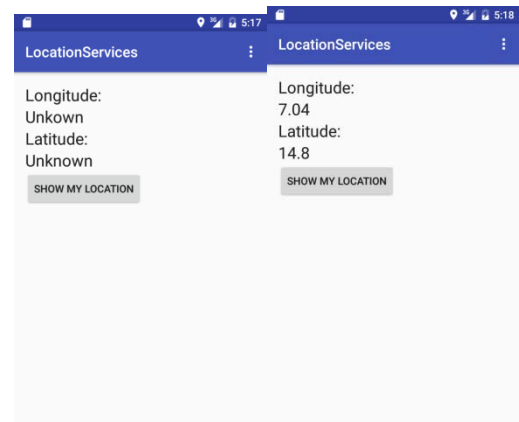 5:17
LocationServices
Longitude:
Unkown
Latitude:
Unknown
SHOW MY LOCATION
5:18
LocationServices
Longitude:
7.04
Latitude:
14.8
SHOW MY LOCATION